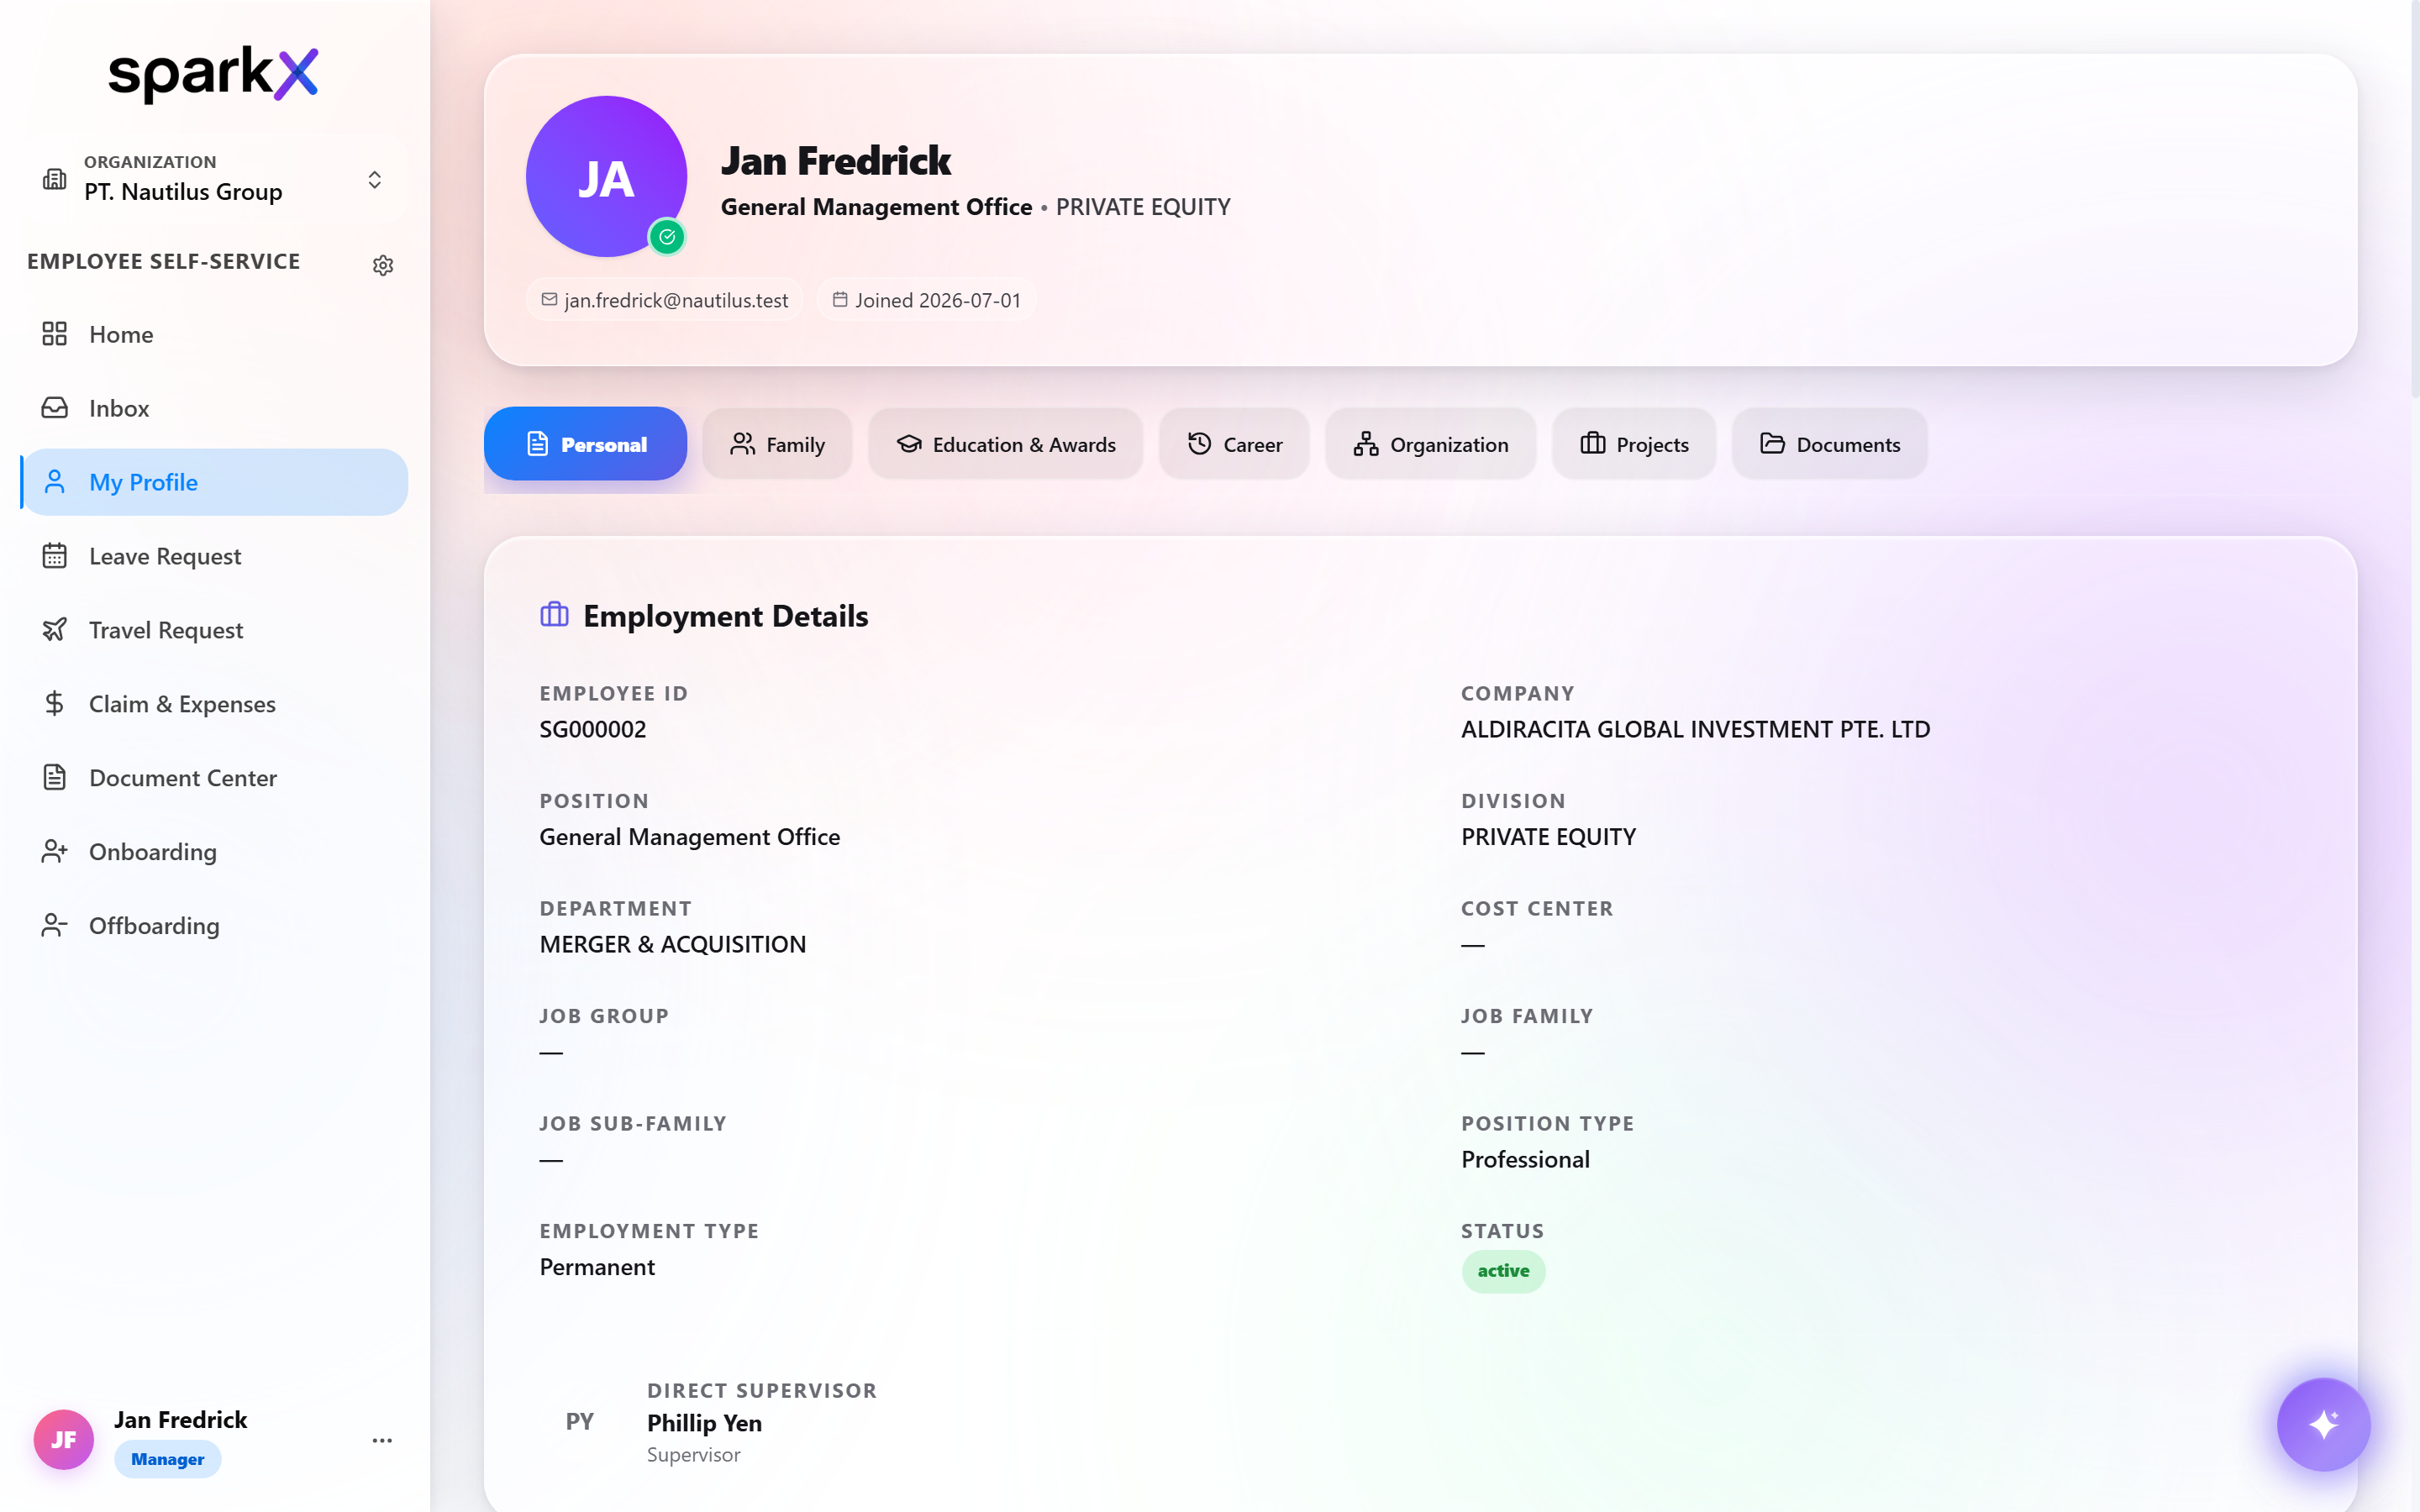 sparkX
ORGANIZATION
PT. Nautilus Group
EMPLOYEE SELF-SERVICE
Home
Inbox
My Profile
Leave Request
Travel Request
Claim & Expenses
Document Center
Onboarding
Offboarding
JF
Jan Fredrick
Manager
JA
Jan Fredrick
General Management Office • PRIVATE EQUITY
jan.fredrick@nautilus.test
Joined 2026-07-01
Personal
Family
Education & Awards
Career
Organization
Projects
Documents
Employment Details
EMPLOYEE ID
SG000002
COMPANY
ALDIRACITA GLOBAL INVESTMENT PTE. LTD
POSITION
General Management Office
DIVISION
PRIVATE EQUITY
DEPARTMENT
MERGER & ACQUISITION
COST CENTER
—
JOB GROUP
—
JOB FAMILY
—
JOB SUB-FAMILY
—
POSITION TYPE
Professional
EMPLOYMENT TYPE
Permanent
STATUS
active
PY
DIRECT SUPERVISOR
Phillip Yen
Supervisor